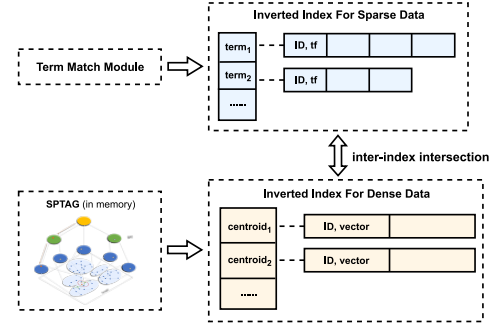 Inverted Index For Sparse Data
Term Match Module
term1
ID, tf
term2
ID, tf
......
inter-index intersection
SPTAG (in memory)
Inverted Index For Dense Data
centroid1
ID, vector
centroid2
ID, vector
......